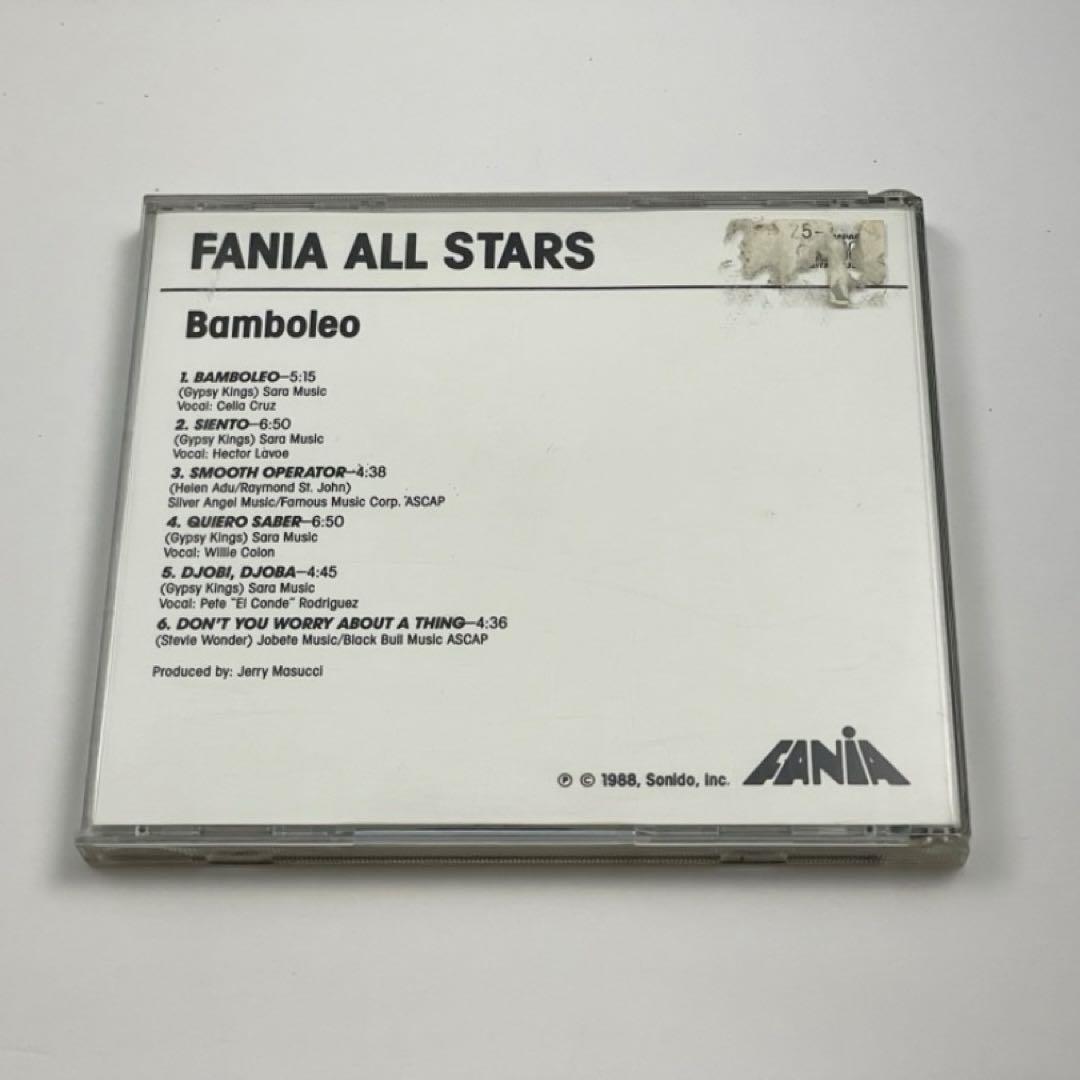 FANIA ALL STARS
25-
Bamboleo
1. BAMBOLEO—5:15
(Gypsy Kings) Sara Music
Vocal: Celia Cruz
2. SIENTO—6:50
(Gypsy Kings) Sara Music
Vocal: Hector Lavoe
3. SMOOTH OPERATOR—4:38
(Helen Adu/Raymond St. John)
Silver Angel Music/Famous Music Corp. ASCAP
4. QUIERO SABER—6:50
(Gypsy Kings) Sara Music
Vocal: Willie Colon
5. DJOBI, DJOBA—4:45
(Gypsy Kings) Sara Music
Vocal: Pete "El Conde" Rodriguez
6. DON'T YOU WORRY ABOUT A THING—4:36
(Stevie Wonder) Jobete Music/Black Bull Music ASCAP
Produced by: Jerry Masucci
℗ © 1988, Sonido, Inc.
FANiA